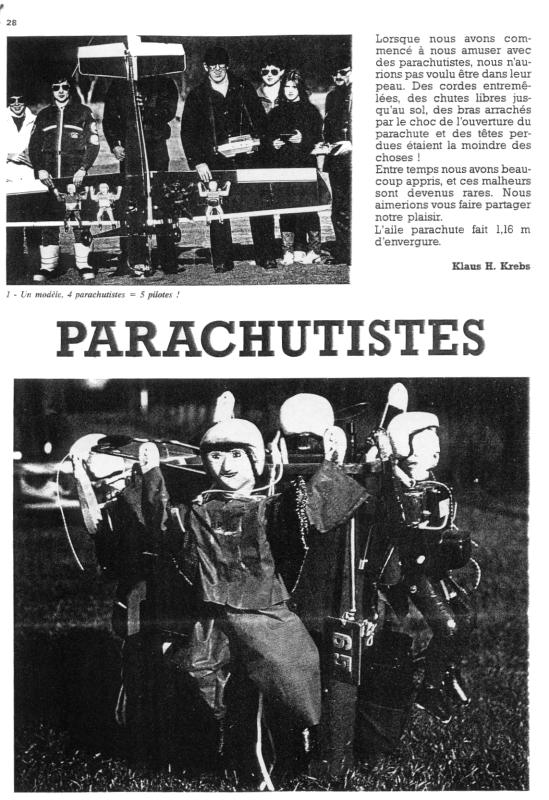 28
Lorsque nous avons com-
mencé à nous amuser avec
des parachutistes, nous n'au-
rions pas voulu être dans leur
peau. Des cordes entremê-
lées, des chutes libres jus-
qu'au sol, des bras arrachés
par le choc de l'ouverture du
parachute et des têtes per-
dues étaient la moindre des
choses !
Entre temps nous avons beau-
coup appris, et ces malheurs
sont devenus rares. Nous
aimerions vous faire partager
notre plaisir.
L'aile parachute fait 1,16 m
d'envergure.
Klaus H. Krebs
1 - Un modèle, 4 parachutistes = 5 pilotes !
PARACHUTISTES